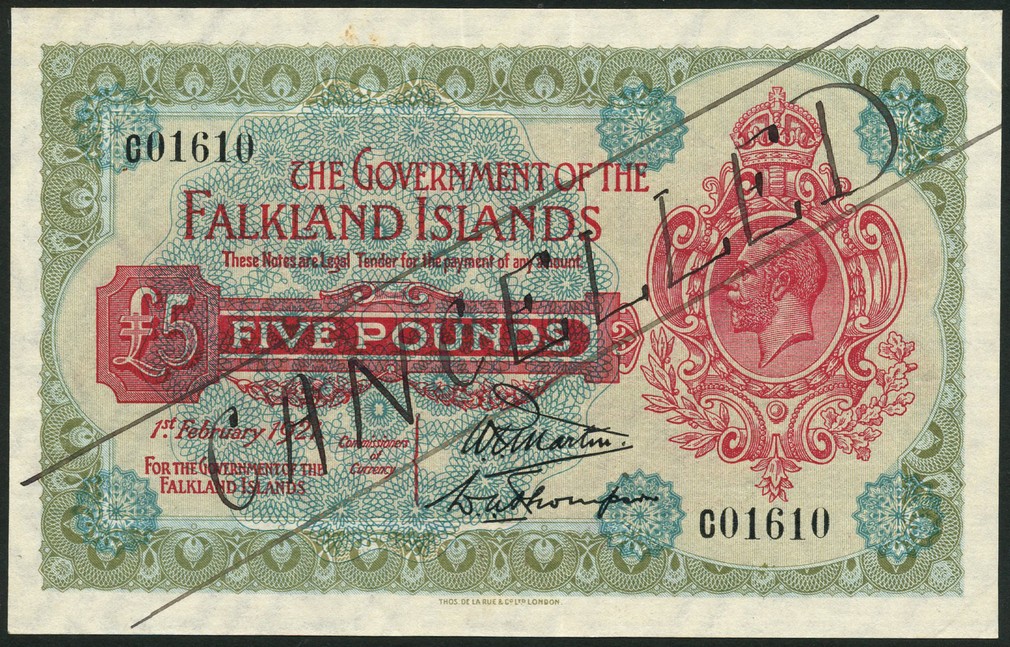 C01610
THE GOVERNMENT OF THE
FALKLAND ISLANDS
These Notes are Legal Tender for the payment of any amount
£5
FIVE POUNDS
CANCELLED
1st February
Commissioners
of
Currency
FOR THE GOVERNMENT OF THE
FALKLAND ISLANDS
Martin.
Thompson
C01610
THOS. DE LA RUE & CO LTD LONDON.